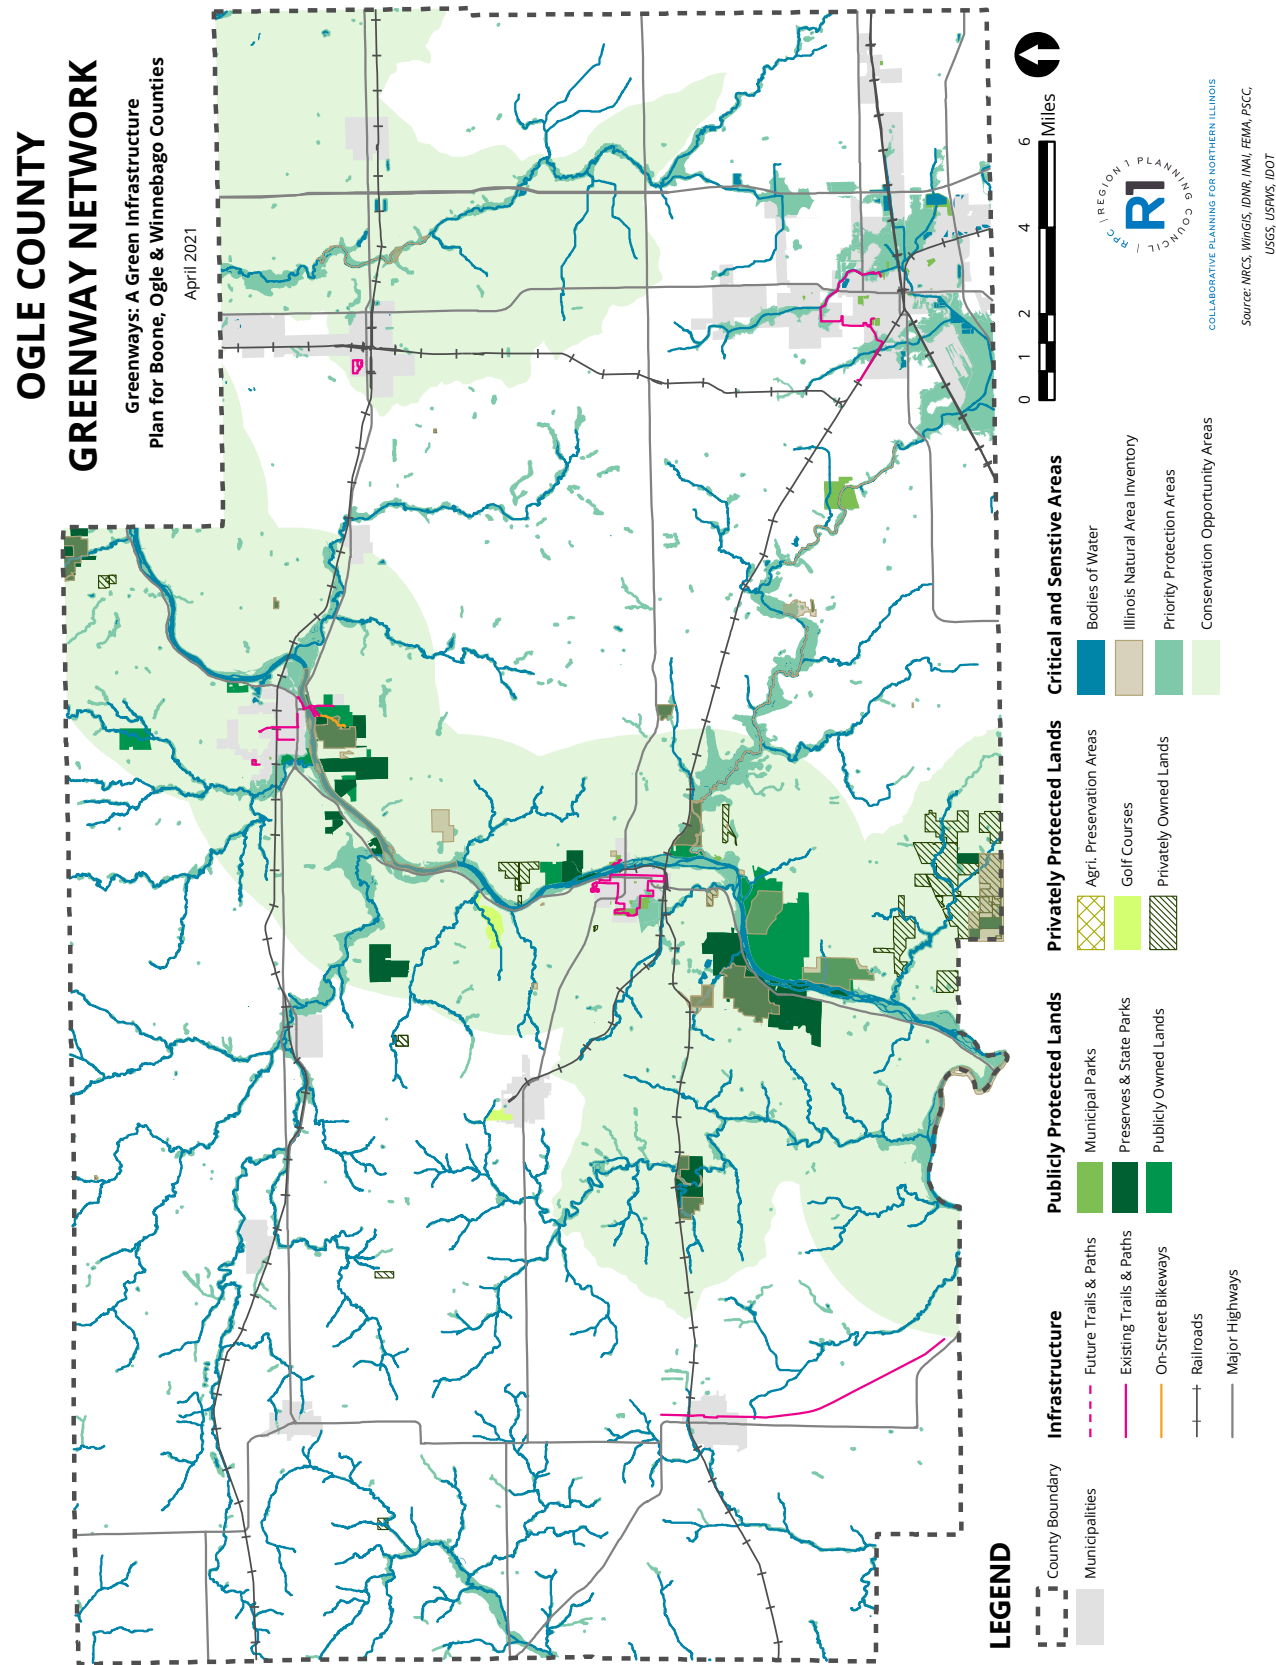 OGLE COUNTY
GREENWAY NETWORK
Greenways: A Green Infrastructure
Plan for Boone, Ogle & Winnebago Counties
April 2021
LEGEND
County Boundary
Municipalities
Infrastructure
Future Trails & Paths
Existing Trails & Paths
On-Street Bikeways
Railroads
Major Highways
Publicly Protected Lands
Municipal Parks
Preserves & State Parks
Publicly Owned Lands
Privately Protected Lands
Agri. Preservation Areas
Golf Courses
Privately Owned Lands
Critical and Senstive Areas
Bodies of Water
Illinois Natural Area Inventory
Priority Protection Areas
Conservation Opportunity Areas
0 1 2 4 6 Miles
RPC | REGION 1 PLANNING COUNCIL |
R1
COLLABORATIVE PLANNING FOR NORTHERN ILLINOIS
Source: NRCS, WinGIS, IDNR, INAI, FEMA, PSCC,
USGS, USFWS, IDOT